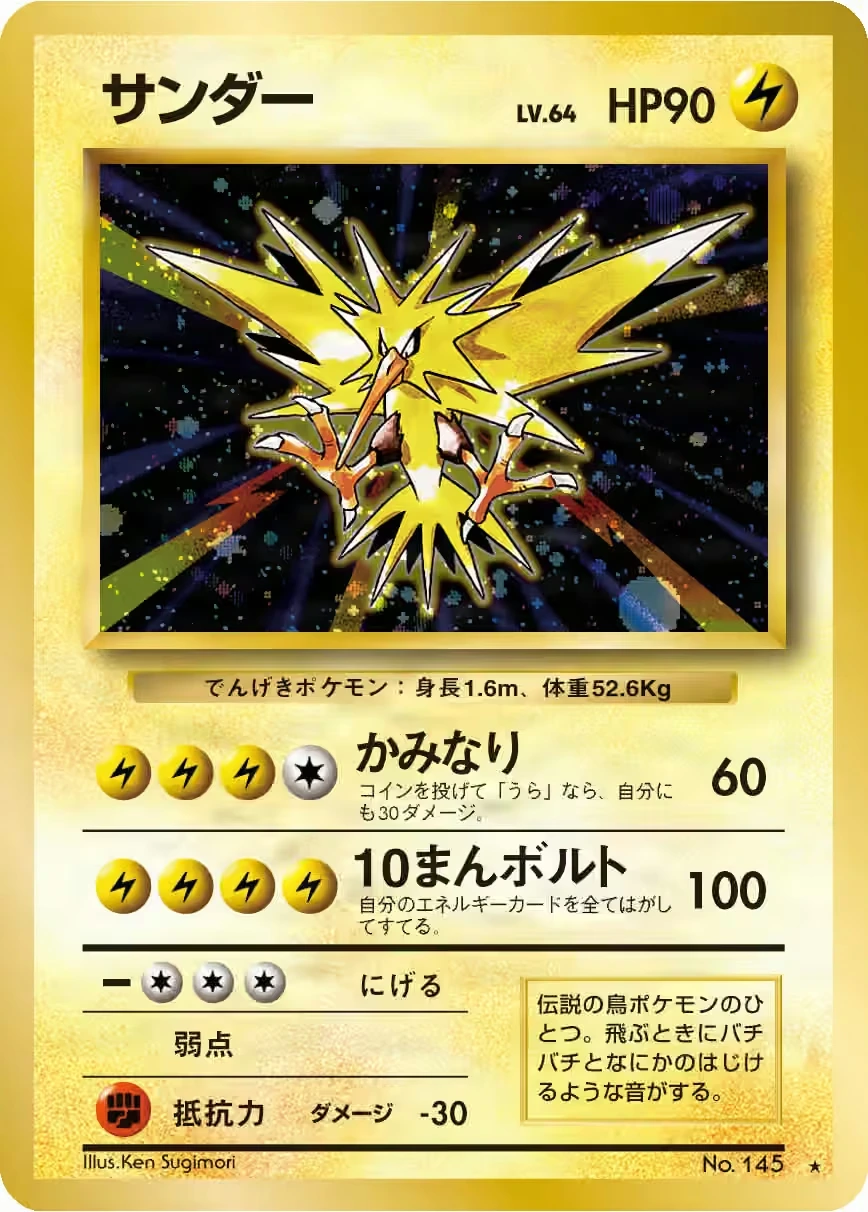 サンダー LV.64 HP90
でんげきポケモン：身長1.6m、体重52.6Kg
かみなり 60
コインを投げて「うら」なら、自分に
も30ダメージ。
10まんボルト 100
自分のエネルギーカードを全てはがし
てすてる。
にげる
弱点
抵抗力 ダメージ -30
伝説の鳥ポケモンのひ
とつ。飛ぶときにバチ
バチとなにかのはじけ
るような音がする。
Illus.Ken Sugimori No. 145 ★